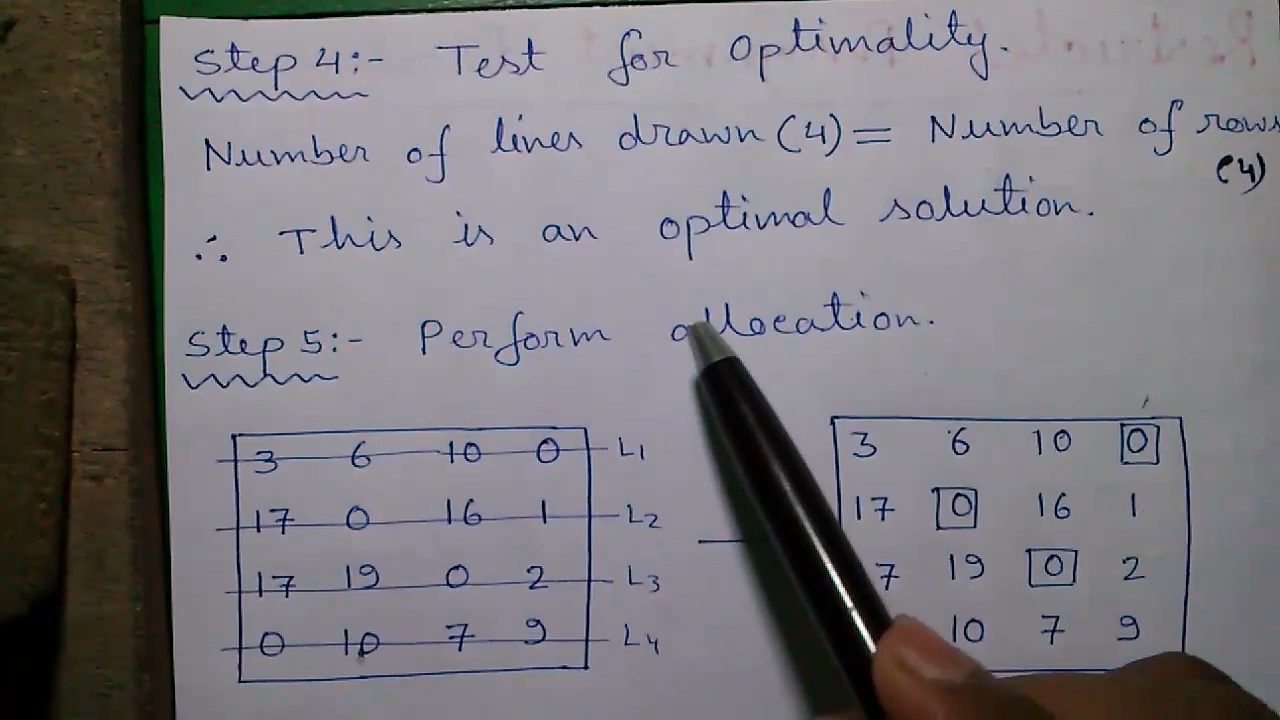 Step 4:- Test for Optimality.
Number of lines drawn (4) = Number of rows
(4)
∴ This is an optimal solution.
Step 5:- Perform allocation.
3 6 10 0 L1
17 0 16 1 L2
17 19 0 2 L3
0 10 7 9 L4
3 6 10 0
17 0 16 1
7 19 0 2
10 7 9